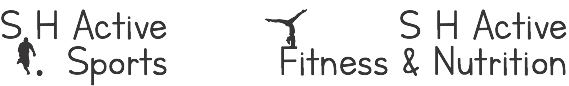 S H Active
. Sports
S H Active
Fitness & Nutrition